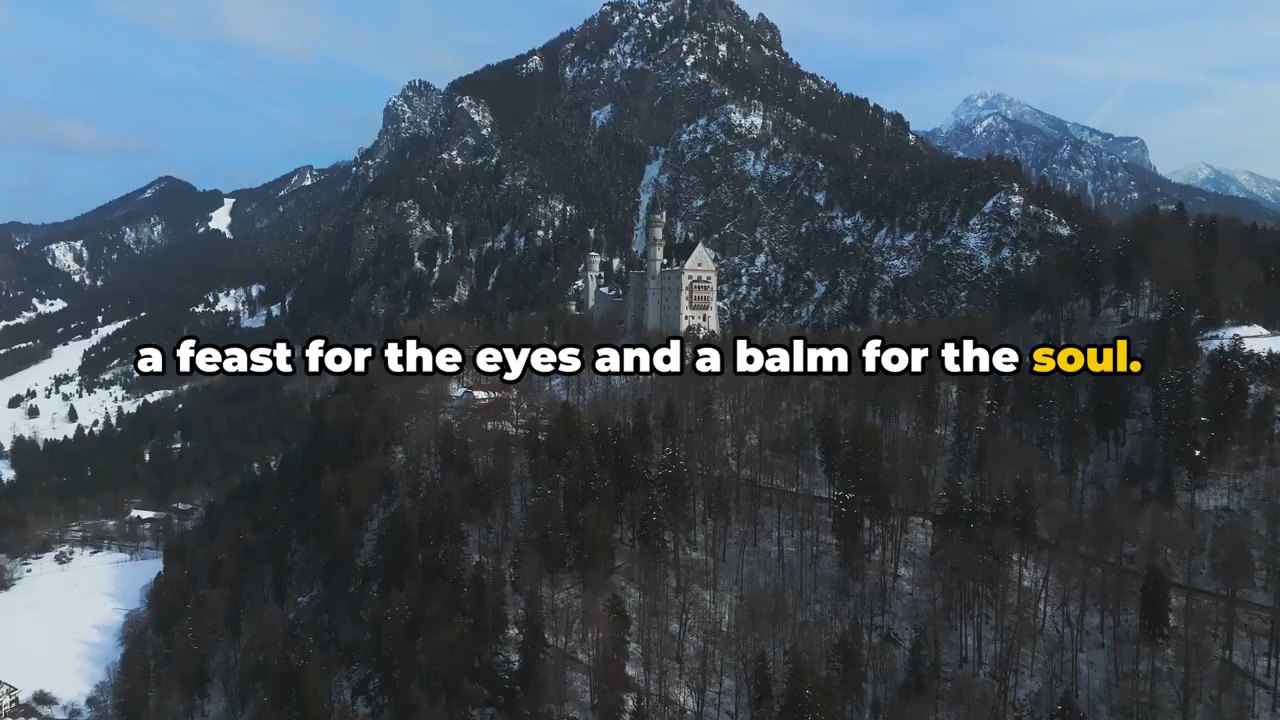 a feast for the eyes and a balm for the soul.